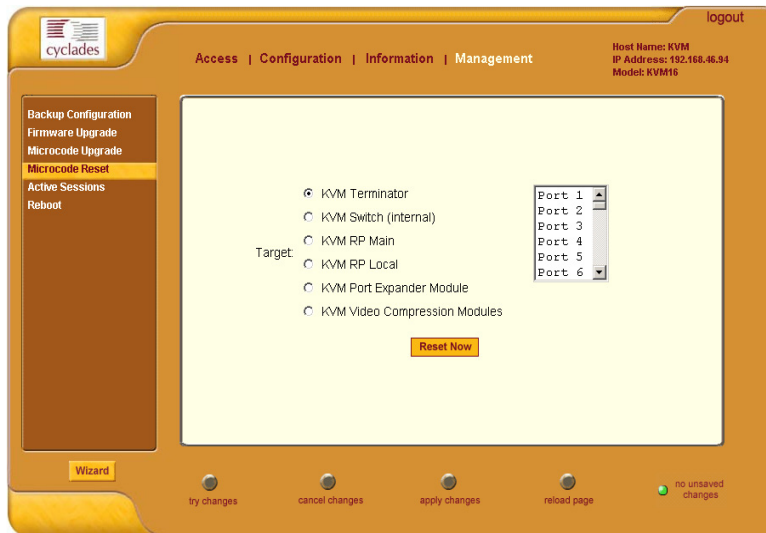 logout
cyclades
Access | Configuration | Information | Management
Host Name: KVM
IP Address: 192.168.46.94
Model: KVM16
Backup Configuration
Firmware Upgrade
Microcode Upgrade
Microcode Reset
Active Sessions
Reboot
Target:
KVM Terminator
KVM Switch (internal)
KVM RP Main
KVM RP Local
KVM Port Expander Module
KVM Video Compression Modules
Port 1
Port 2
Port 3
Port 4
Port 5
Port 6
Reset Now
Wizard
try changes
cancel changes
apply changes
reload page
no unsaved
changes